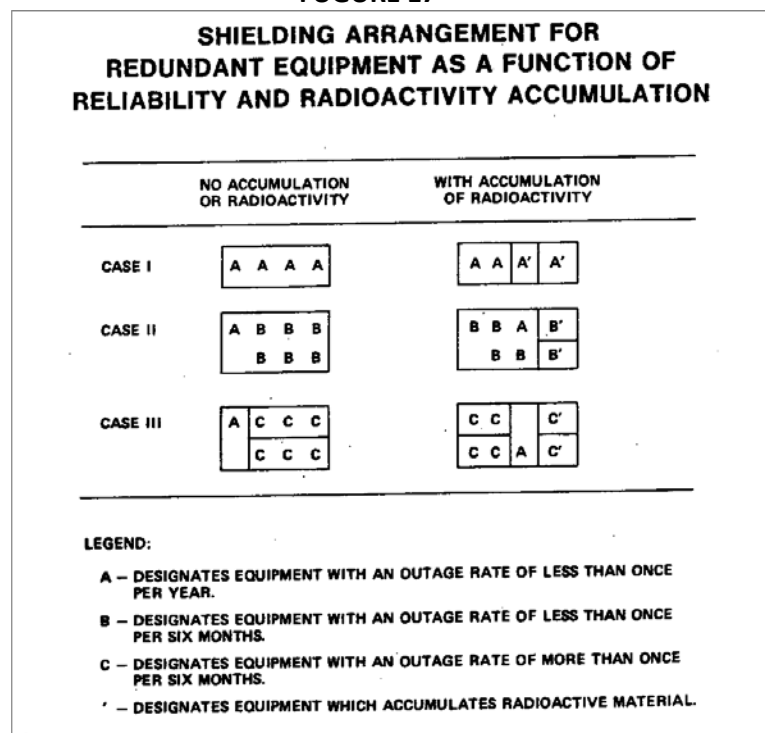 SHIELDING ARRANGEMENT FOR
REDUNDANT EQUIPMENT AS A FUNCTION OF
RELIABILITY AND RADIOACTIVITY ACCUMULATION
NO ACCUMULATION WITH ACCUMULATION
OR RADIOACTIVITY OF RADIOACTIVITY
CASE I A A A A A A A' A'
CASE II A B B B B B A B'
B B B B B B'
CASE III A C C C C C C'
C C C C C A C'
LEGEND:
A – DESIGNATES EQUIPMENT WITH AN OUTAGE RATE OF LESS THAN ONCE
PER YEAR.
B – DESIGNATES EQUIPMENT WITH AN OUTAGE RATE OF LESS THAN ONCE
PER SIX MONTHS.
C – DESIGNATES EQUIPMENT WITH AN OUTAGE RATE OF MORE THAN ONCE
PER SIX MONTHS.
' – DESIGNATES EQUIPMENT WHICH ACCUMULATES RADIOACTIVE MATERIAL.